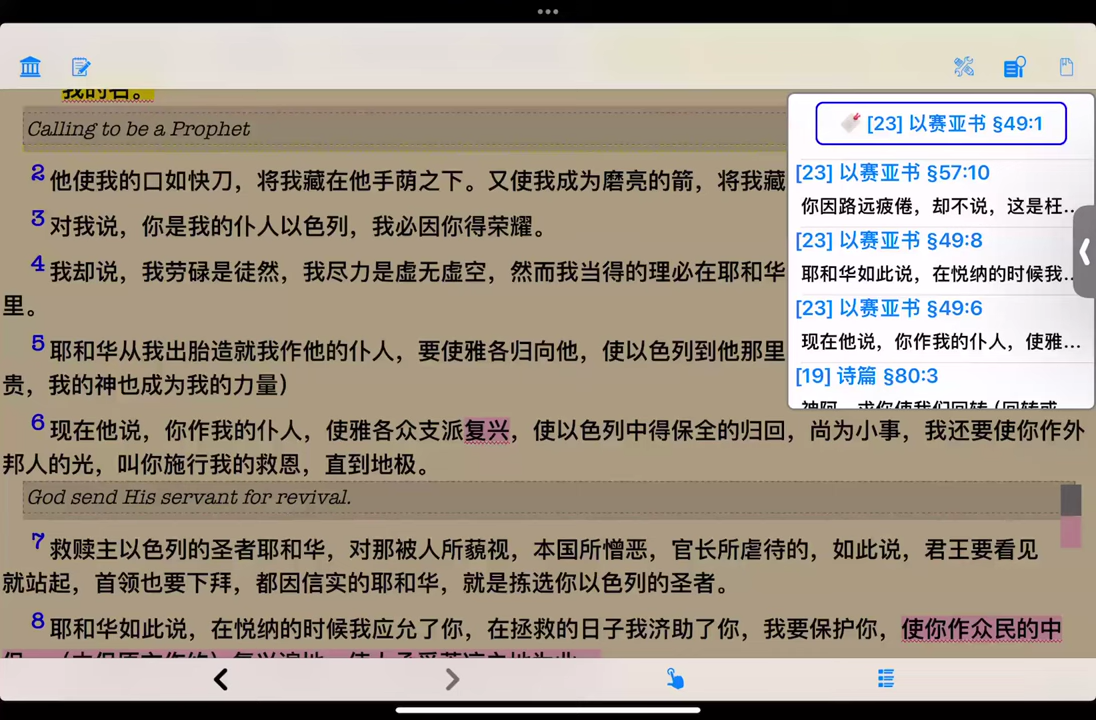 我的名。
Calling to be a Prophet
2 他使我的口如快刀，将我藏在他手荫之下。又使我成为磨亮的箭，将我藏
3 对我说，你是我的仆人以色列，我必因你得荣耀。
4 我却说，我劳碌是徒然，我尽力是虚无虚空，然而我当得的理必在耶和华
里。
5 耶和华从我出胎造就我作他的仆人，要使雅各归向他，使以色列到他那里
贵，我的神也成为我的力量）
6 现在他说，你作我的仆人，使雅各众支派复兴，使以色列中得保全的归回，尚为小事，我还要使你作外
邦人的光，叫你施行我的救恩，直到地极。
God send His servant for revival.
7 救赎主以色列的圣者耶和华，对那被人所藐视，本国所憎恶，官长所虐待的，如此说，君王要看见
就站起，首领也要下拜，都因信实的耶和华，就是拣选你以色列的圣者。
8 耶和华如此说，在悦纳的时候我应允了你，在拯救的日子我济助了你，我要保护你，使你作众民的中
[23] 以赛亚书 §49:1
[23] 以赛亚书 §57:10
你因路远疲倦，却不说，这是枉...
[23] 以赛亚书 §49:8
耶和华如此说，在悦纳的时候我...
[23] 以赛亚书 §49:6
现在他说，你作我的仆人，使雅...
[19] 诗篇 §80:3
神阿，求你使我们回转（回转或